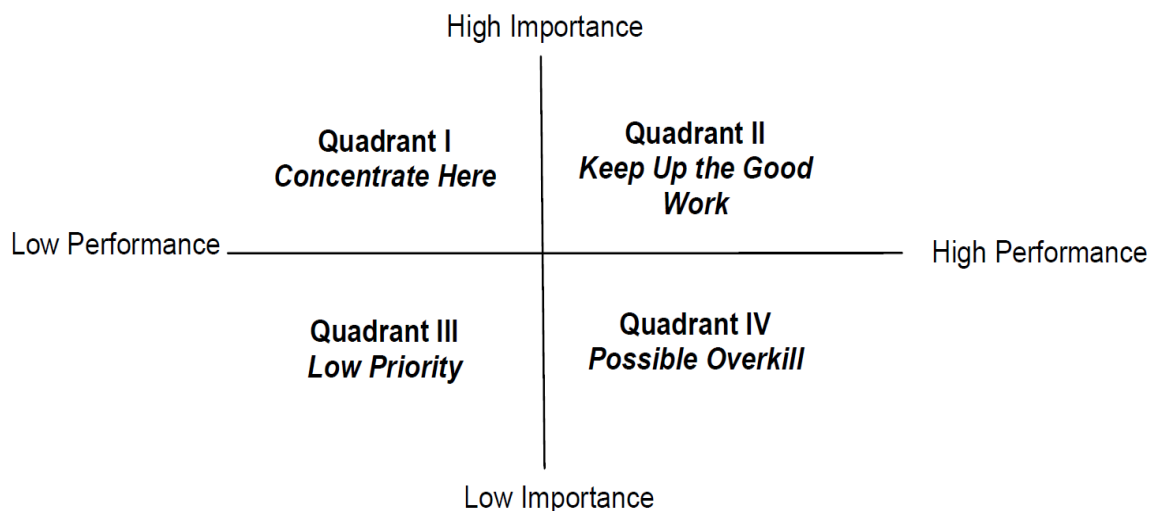 High Importance
Quadrant I
Concentrate Here
Quadrant II
Keep Up the Good
Work
Low Performance
High Performance
Quadrant III
Low Priority
Quadrant IV
Possible Overkill
Low Importance